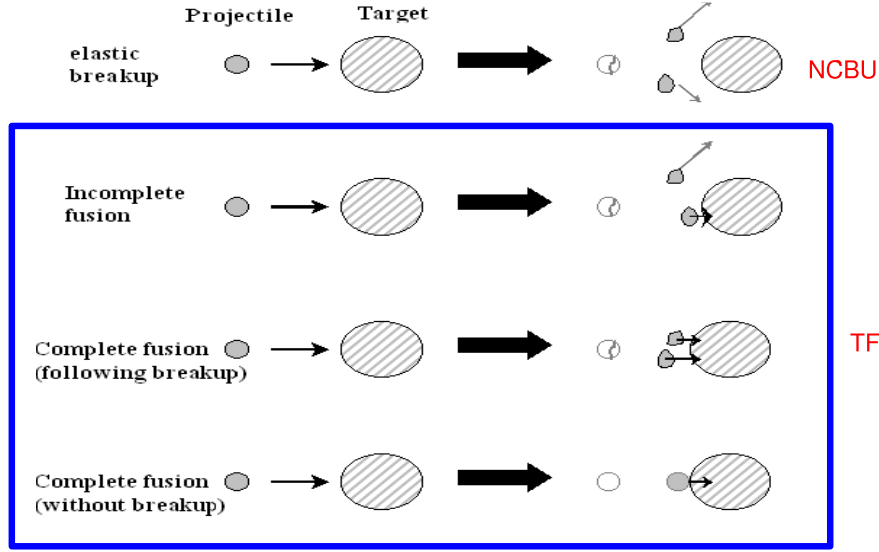 Projectile Target
elastic
breakup
NCBU
Incomplete
fusion
Complete fusion
(following breakup)
TF
Complete fusion
(without breakup)